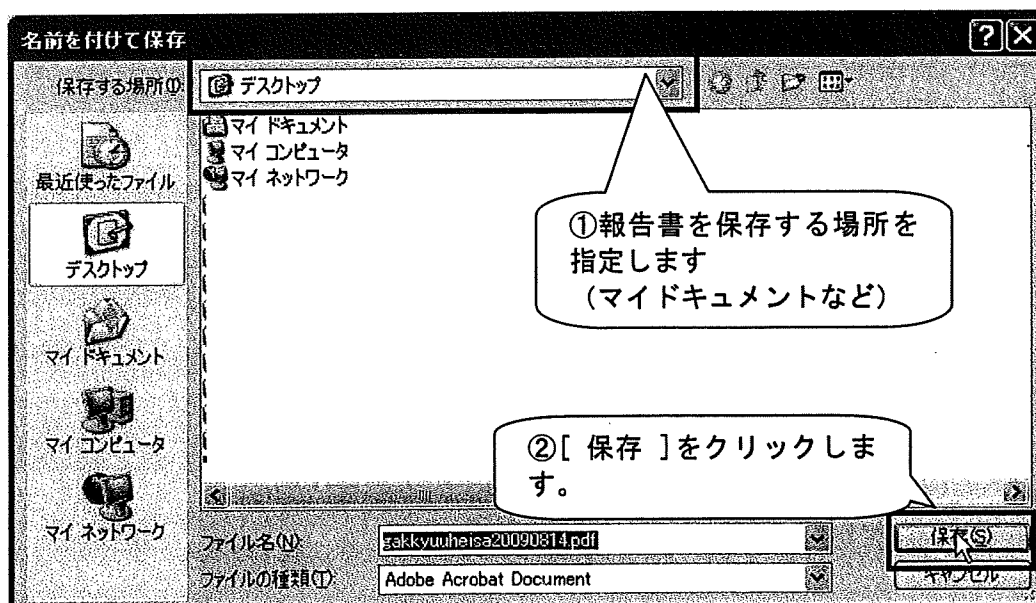 名前を付けて保存
保存する場所(I):
デスクトップ
マイ ドキュメント
マイ コンピュータ
マイ ネットワーク
最近使ったファイル
デスクトップ
マイ ドキュメント
マイ コンピュータ
マイ ネットワーク
①報告書を保存する場所を
指定します
(マイドキュメントなど)
②[ 保存 ]をクリックしま
す。
ファイル名(N):
gakkyuuheisa20090814.pdf
保存(S)
ファイルの種類(T):
Adobe Acrobat Document
キャンセル